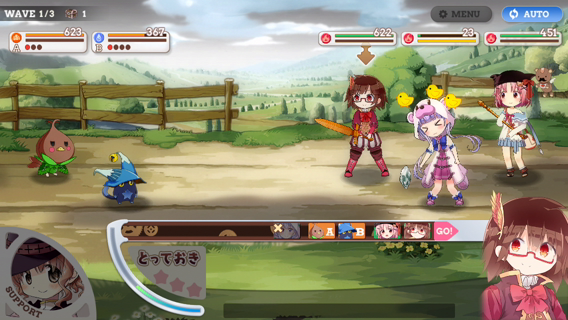 WAVE 1/3 1
MENU
AUTO
623
A
367
B
622
23
451
A B GO!
とっておき
SUPPORT